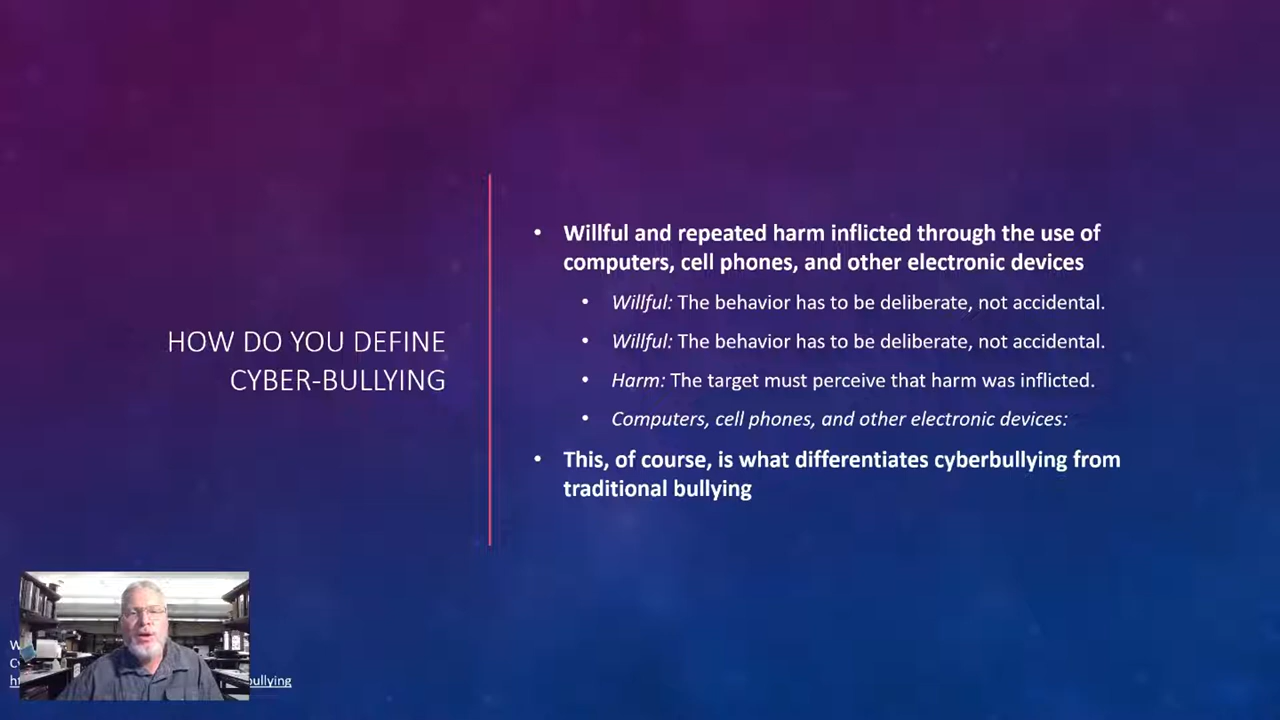 HOW DO YOU DEFINE
CYBER-BULLYING
• Willful and repeated harm inflicted through the use of
computers, cell phones, and other electronic devices
• Willful: The behavior has to be deliberate, not accidental.
• Willful: The behavior has to be deliberate, not accidental.
• Harm: The target must perceive that harm was inflicted.
• Computers, cell phones, and other electronic devices:
• This, of course, is what differentiates cyberbullying from
traditional bullying